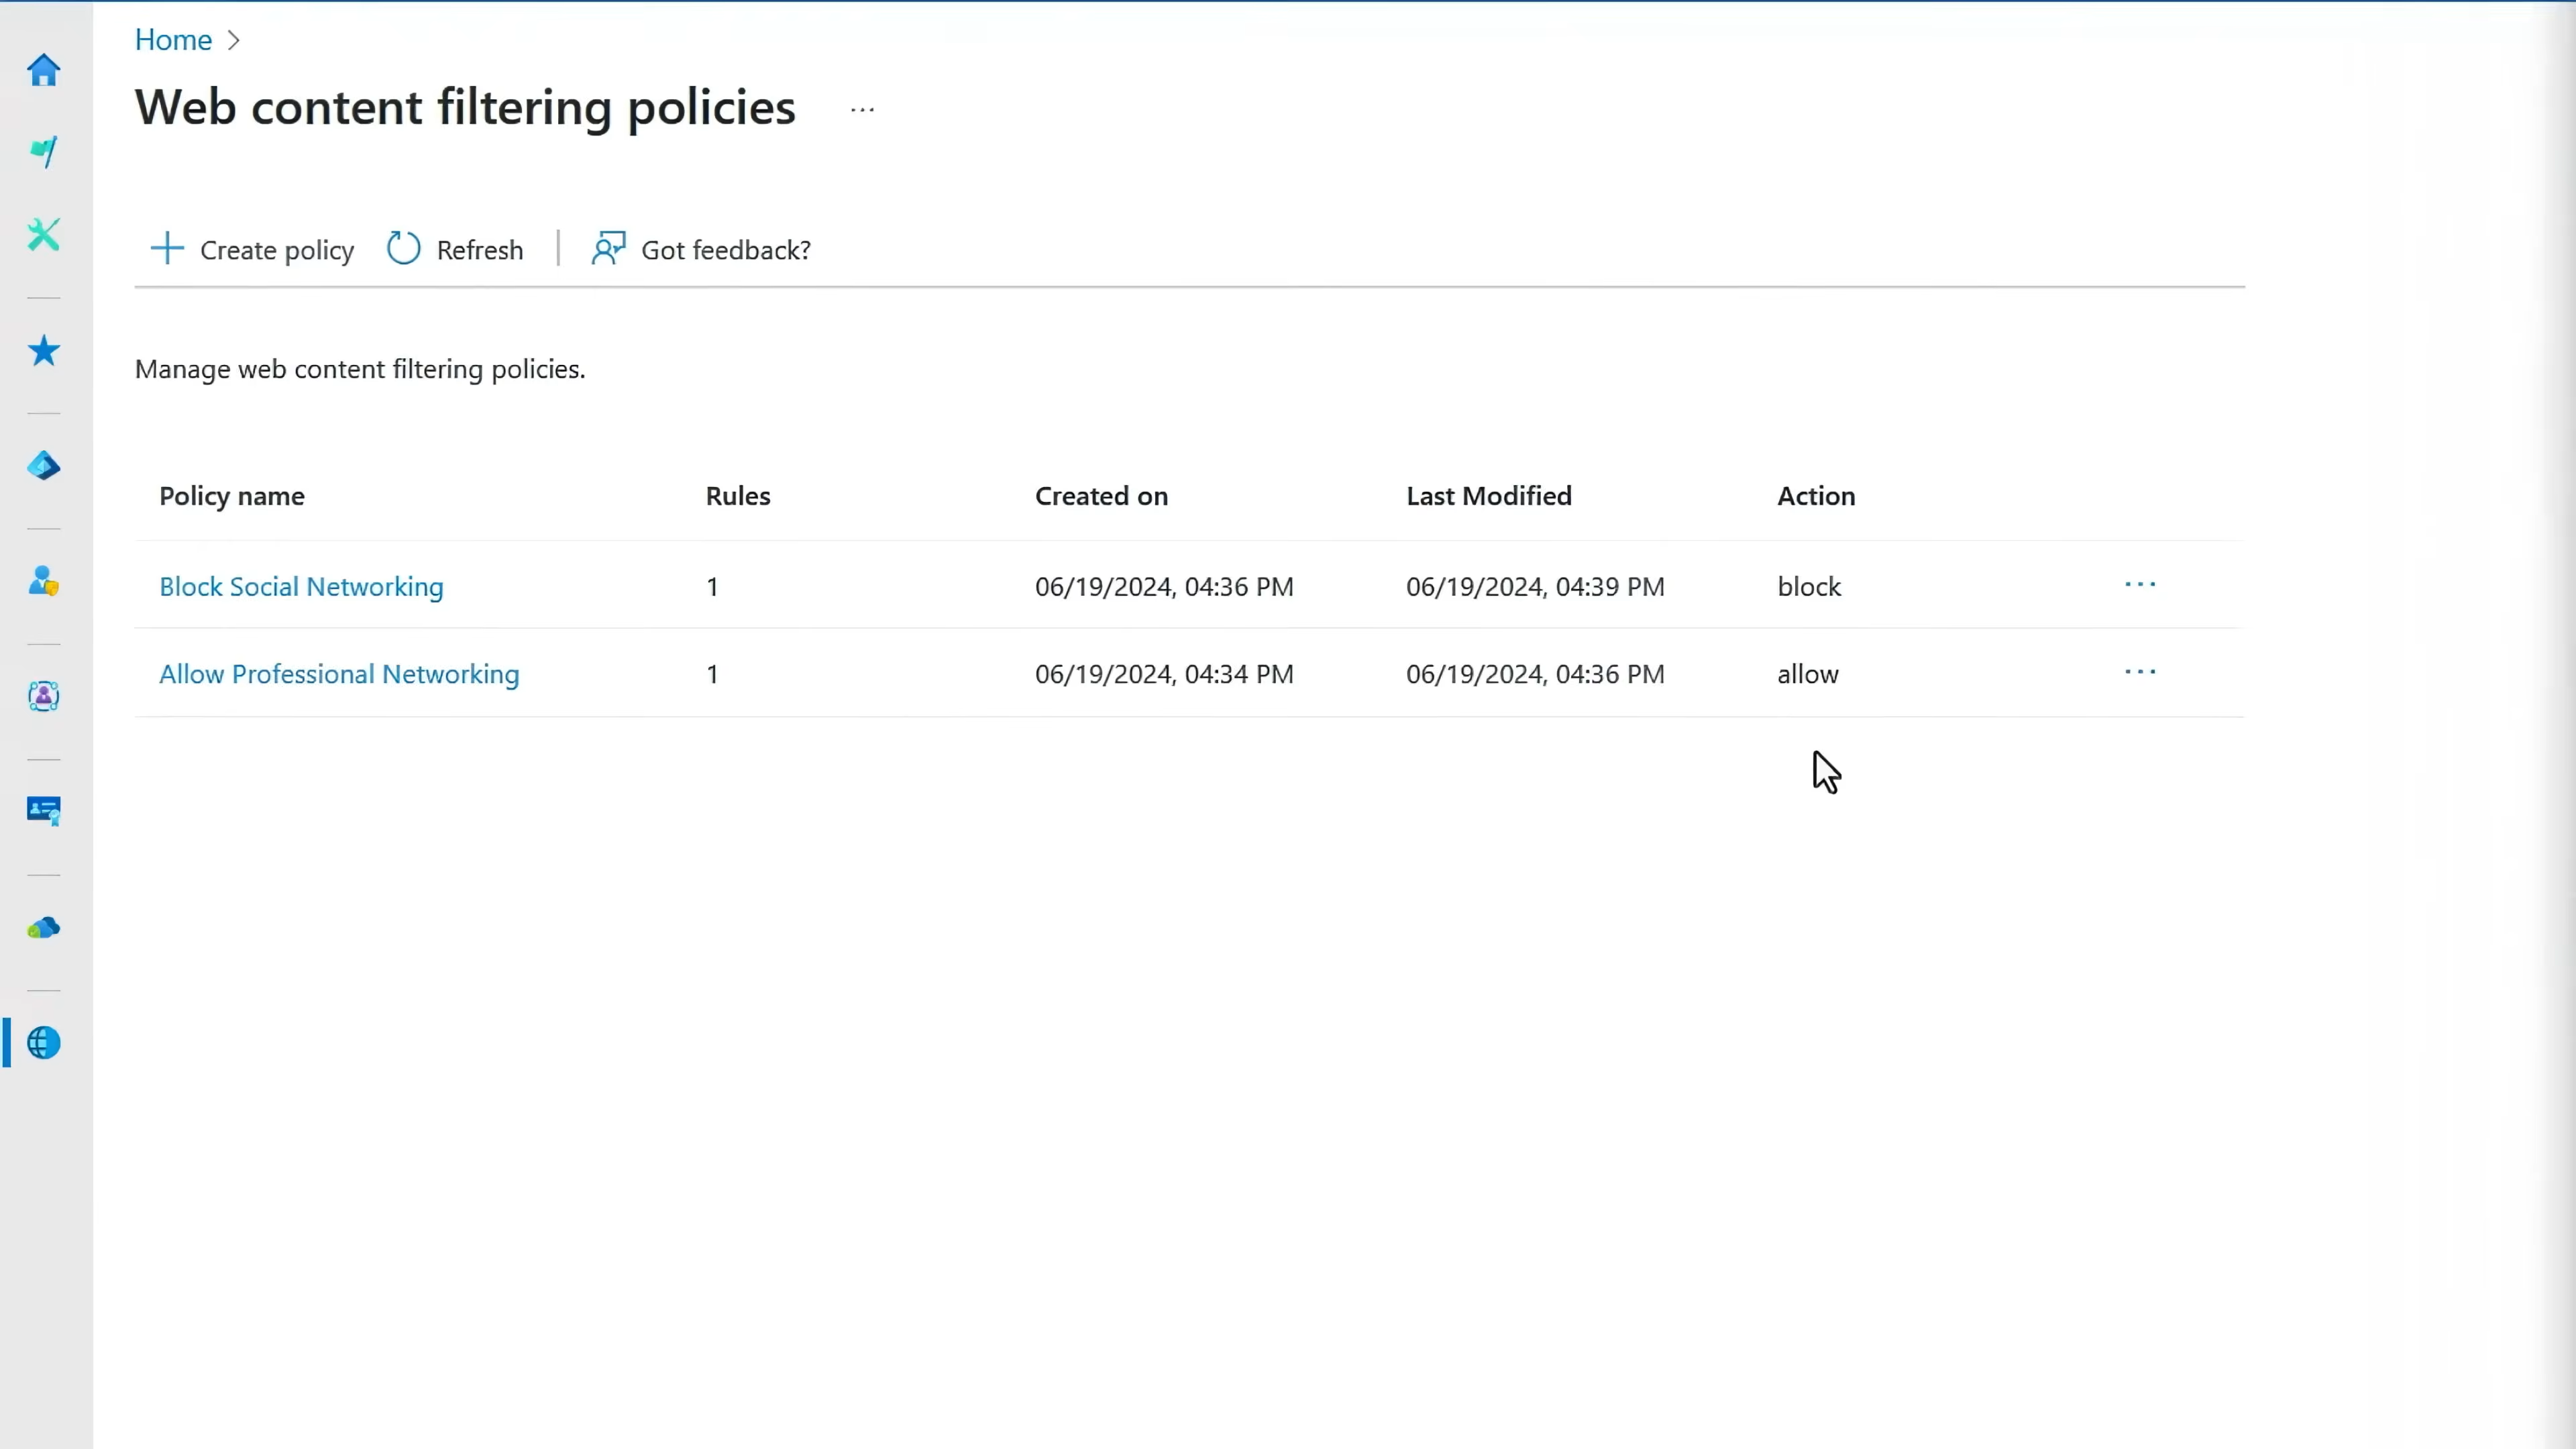 Home
Web content filtering policies ...
Create policy Refresh Got feedback?
Manage web content filtering policies.
Policy name Rules Created on Last Modified Action
Block Social Networking 1 06/19/2024, 04:36 PM 06/19/2024, 04:39 PM block ...
Allow Professional Networking 1 06/19/2024, 04:34 PM 06/19/2024, 04:36 PM allow ...